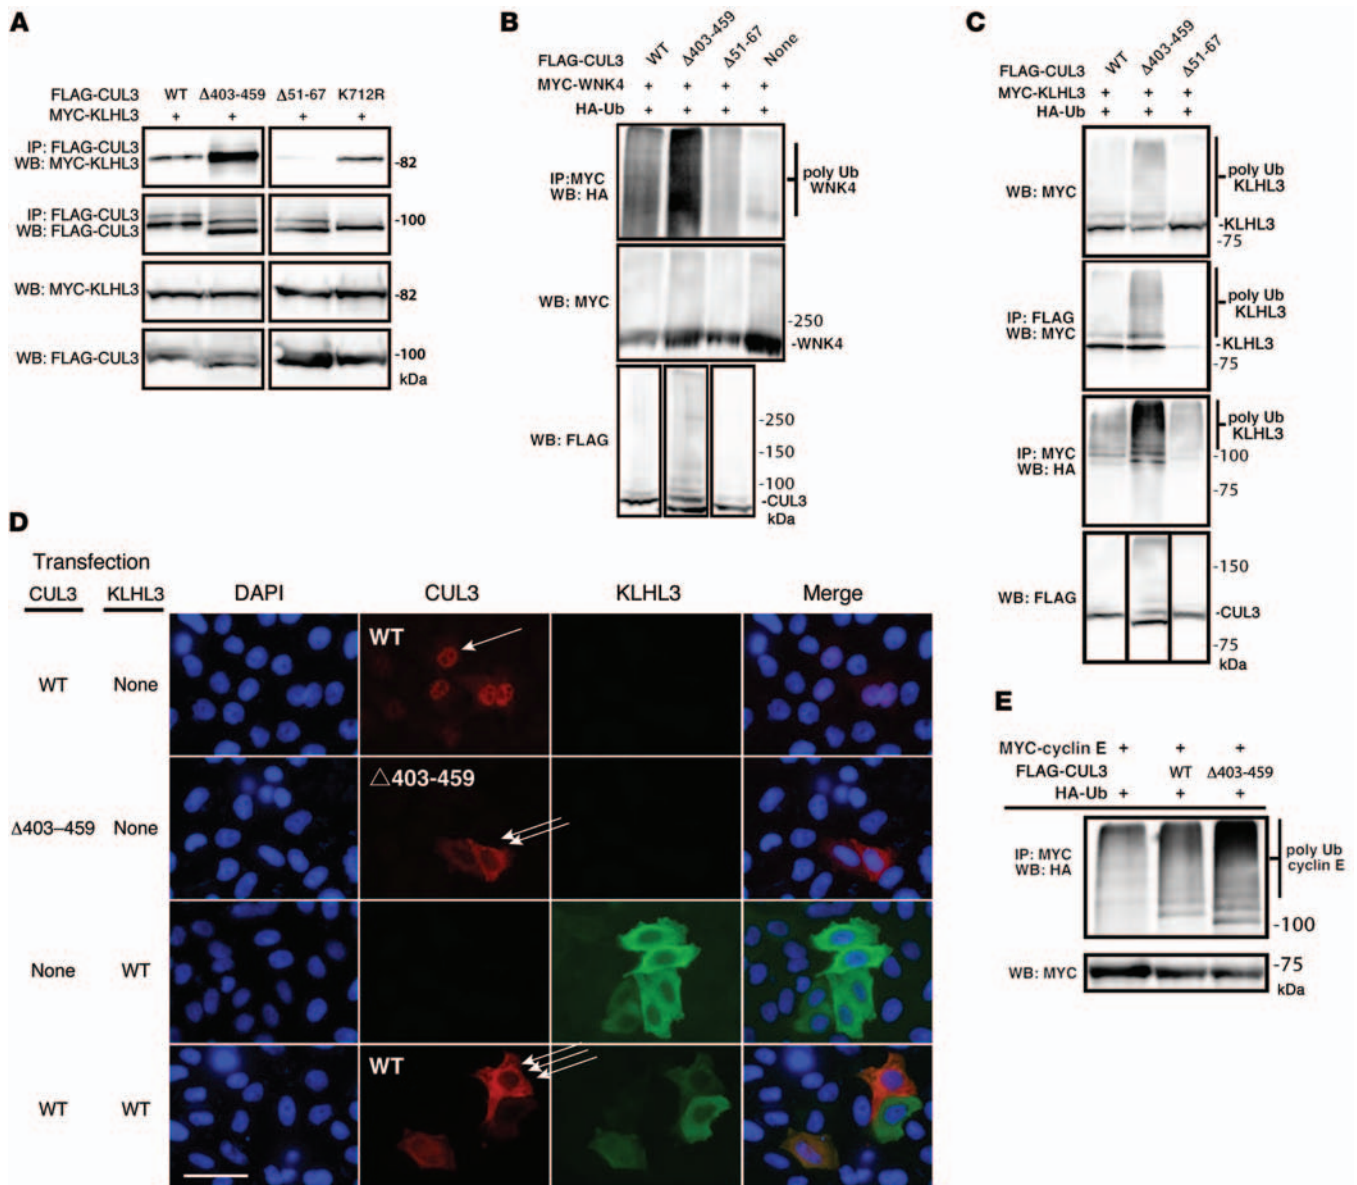 A
FLAG-CUL3 WT Δ403-459 Δ51-67 K712R
MYC-KLHL3 + + + +
IP: FLAG-CUL3
WB: MYC-KLHL3
-82
IP: FLAG-CUL3
WB: FLAG-CUL3
-100
WB: MYC-KLHL3
-82
WB: FLAG-CUL3
-100
kDa
B
FLAG-CUL3 WT Δ403-459 Δ51-67 None
MYC-WNK4 + + + +
HA-Ub + + + +
IP:MYC
WB: HA
poly Ub
WNK4
WB: MYC
-250
-WNK4
WB: FLAG
-250
-150
-100
-CUL3
kDa
C
FLAG-CUL3 WT Δ403-459 Δ51-67
MYC-KLHL3 + + +
HA-Ub + + +
WB: MYC
poly Ub
KLHL3
-KLHL3
-75
IP: FLAG
WB: MYC
poly Ub
KLHL3
-KLHL3
-75
IP: MYC
WB: HA
poly Ub
KLHL3
-100
-75
WB: FLAG
-150
-CUL3
-75
kDa
D
Transfection
CUL3 KLHL3 DAPI CUL3 KLHL3 Merge
WT None
WT
Δ403–459 None
△403-459
None WT
WT WT
WT
E
MYC-cyclin E + + +
FLAG-CUL3 WT Δ403-459
HA-Ub + + +
IP: MYC
WB: HA
poly Ub
cyclin E
-100
WB: MYC
-75
kDa